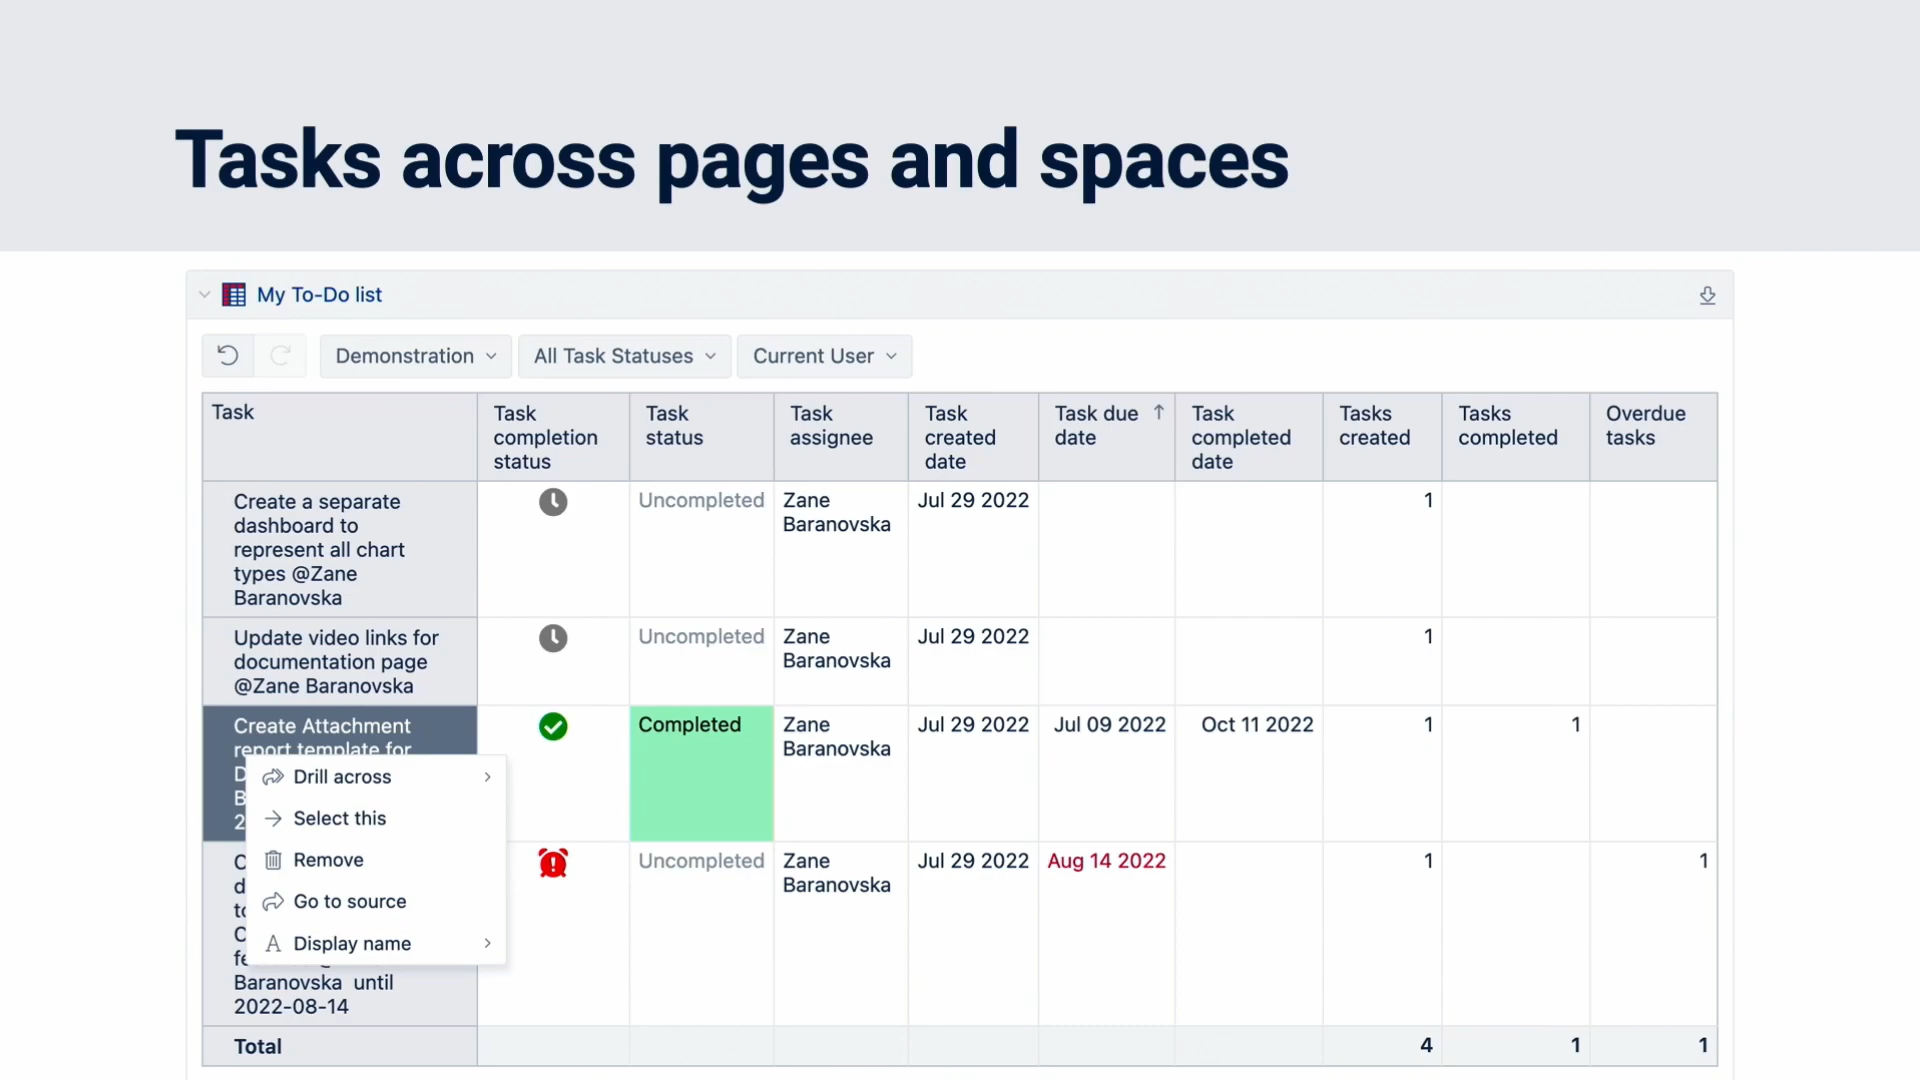 Tasks across pages and spaces
My To-Do list
Demonstration
All Task Statuses
Current User
Task
Task
completion
status
Task
status
Task
assignee
Task
created
date
Task due
date
Task
completed
date
Tasks
created
Tasks
completed
Overdue
tasks
Create a separate
dashboard to
represent all chart
types @Zane
Baranovska
Uncompleted
Zane
Baranovska
Jul 29 2022
1
Update video links for
documentation page
@Zane Baranovska
Uncompleted
Zane
Baranovska
Jul 29 2022
1
Create Attachment
report template for
Completed
Zane
Baranovska
Jul 29 2022
Jul 09 2022
Oct 11 2022
1
1
Drill across
Select this
Remove
Go to source
Display name
Uncompleted
Zane
Baranovska
Jul 29 2022
Aug 14 2022
1
1
Baranovska until
2022-08-14
Total
4
1
1